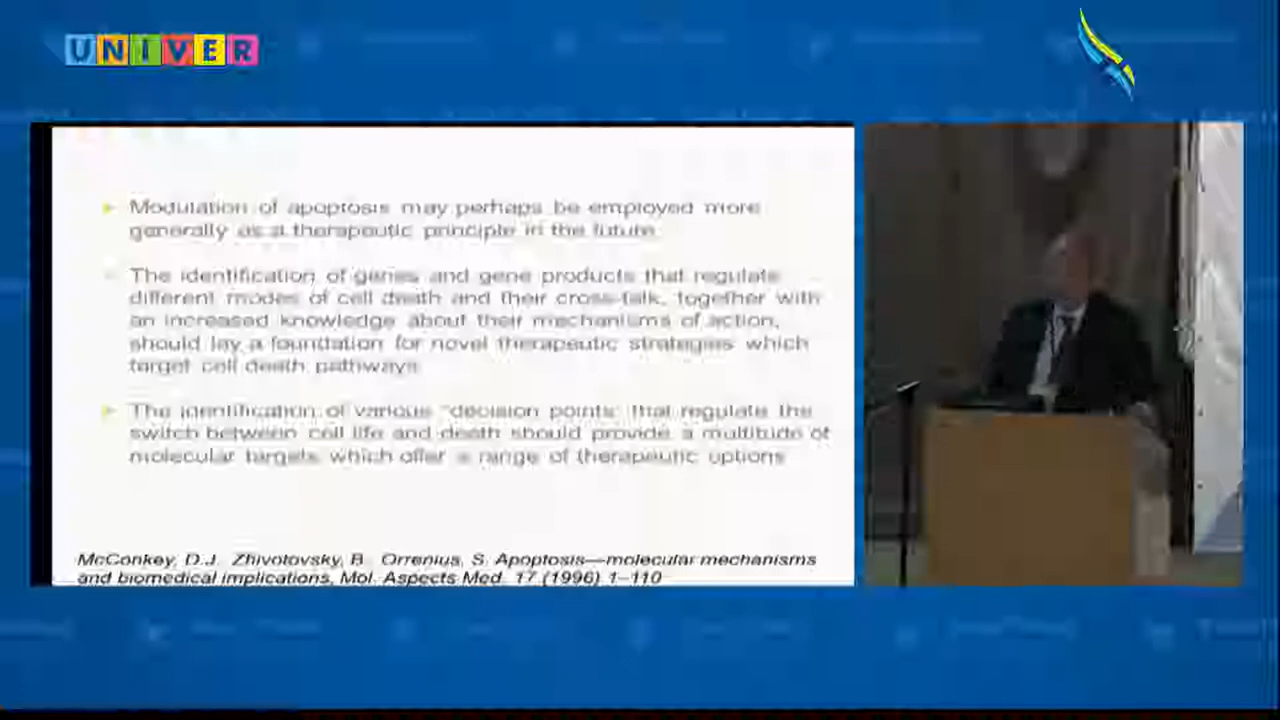 UNIVER
Modulation of apoptosis may perhaps be employed more
generally as a therapeutic principle in the future
The identification of genes and gene products that regulate
different modes of cell death and their cross-talk, together with
an increased knowledge about their mechanisms of action,
should lay a foundation for novel therapeutic strategies which
target cell death pathways
The identification of various "decision points" that regulate the
switch between cell life and death should provide a multitude of
molecular targets which offer a range of therapeutic options
McConkey, D.J., Zhivotovsky, B., Orrenius, S. Apoptosis—molecular mechanisms
and biomedical implications, Mol. Aspects Med. 17 (1996) 1–110